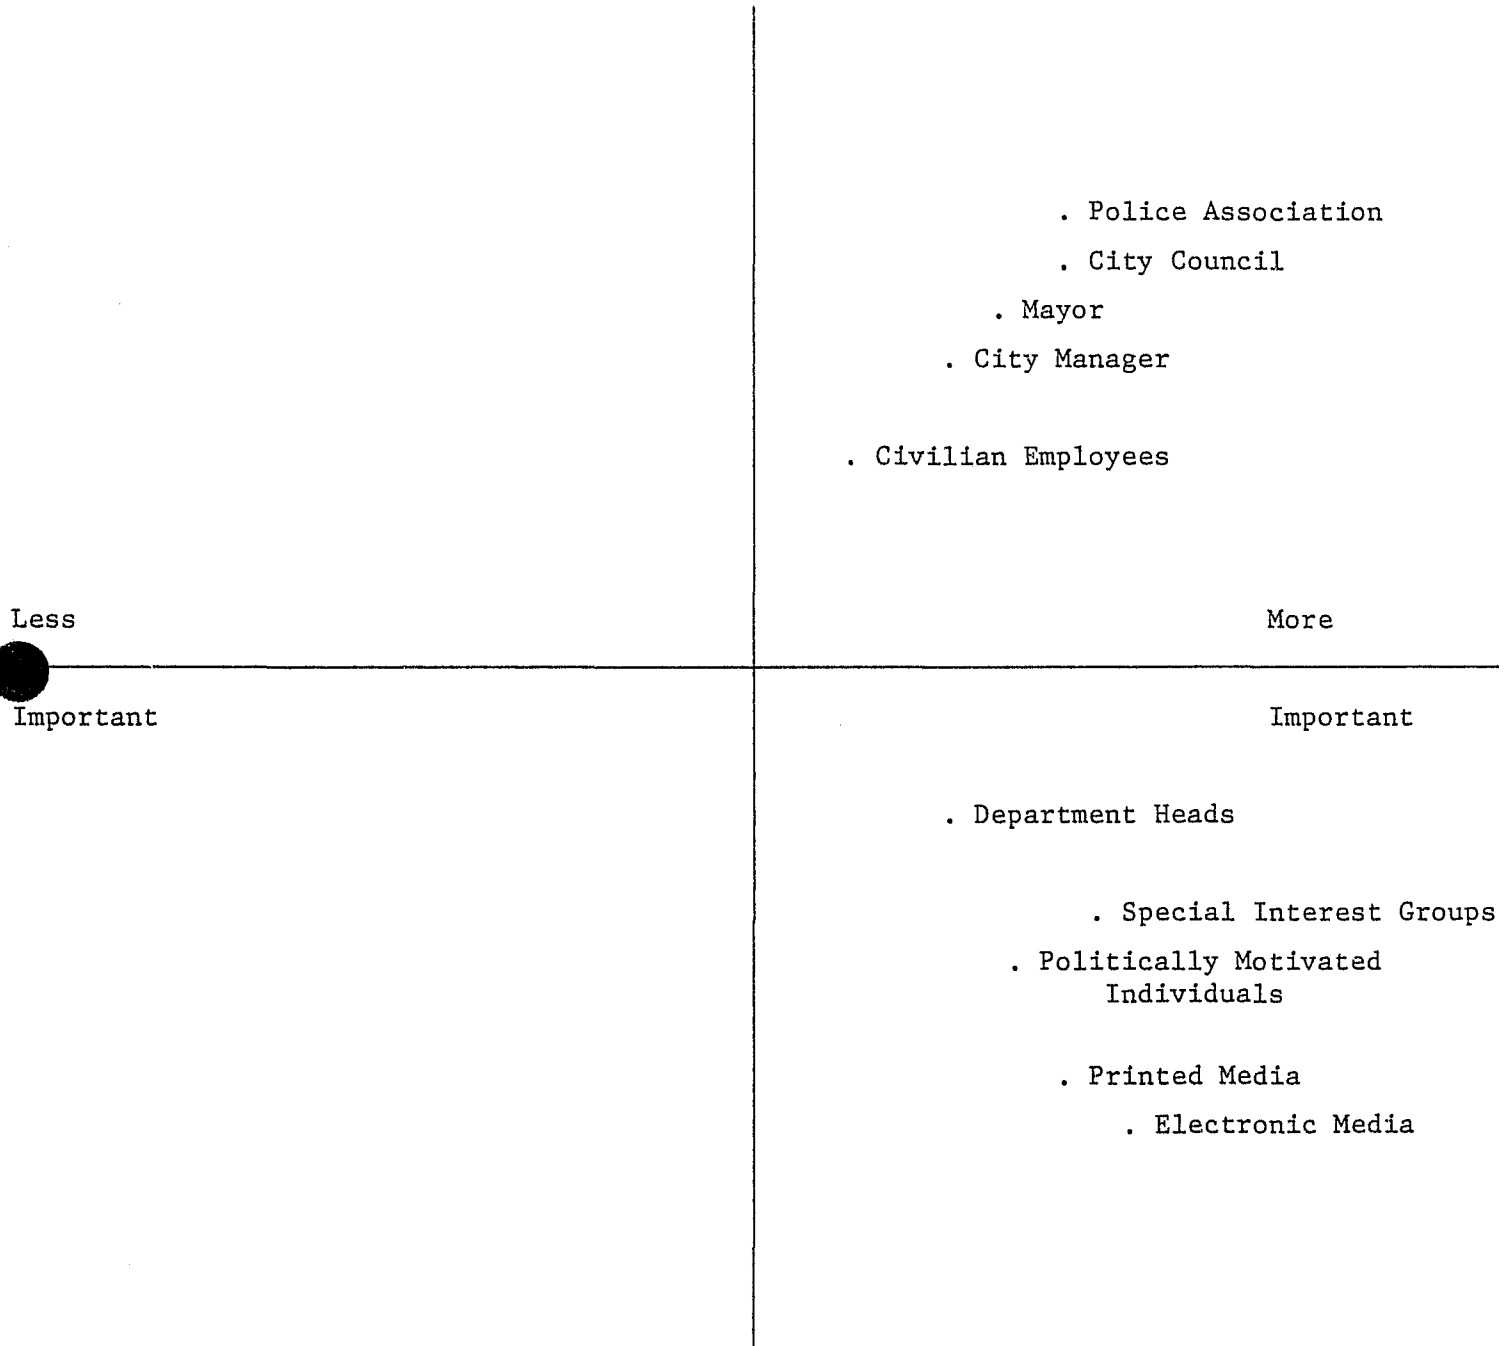 . Police Association
. City Council
. Mayor
. City Manager
. Civilian Employees
Less
More
Important
Important
. Department Heads
. Special Interest Groups
. Politically Motivated
Individuals
. Printed Media
. Electronic Media